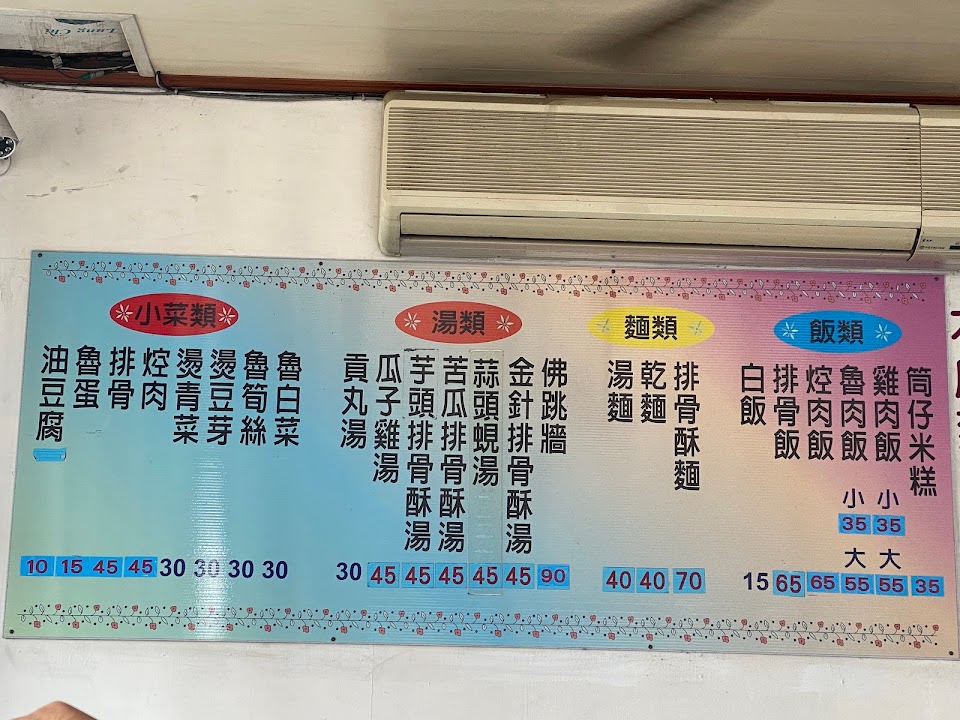 Lung Chi
飯類
筒仔米糕 35
雞肉飯 小 35 大 55
魯肉飯 小 35 大 55
焢肉飯 65
排骨飯 65
白飯 15
麵類
排骨酥麵 70
乾麵 40
湯麵 40
湯類
佛跳牆 90
金針排骨酥湯 45
蒜頭蜆湯 45
苦瓜排骨酥湯 45
芋頭排骨酥湯 45
瓜子雞湯 45
貢丸湯 30
小菜類
魯白菜 30
魯筍絲 30
燙豆芽 30
燙青菜 30
焢肉 45
排骨 45
魯蛋 15
油豆腐 10